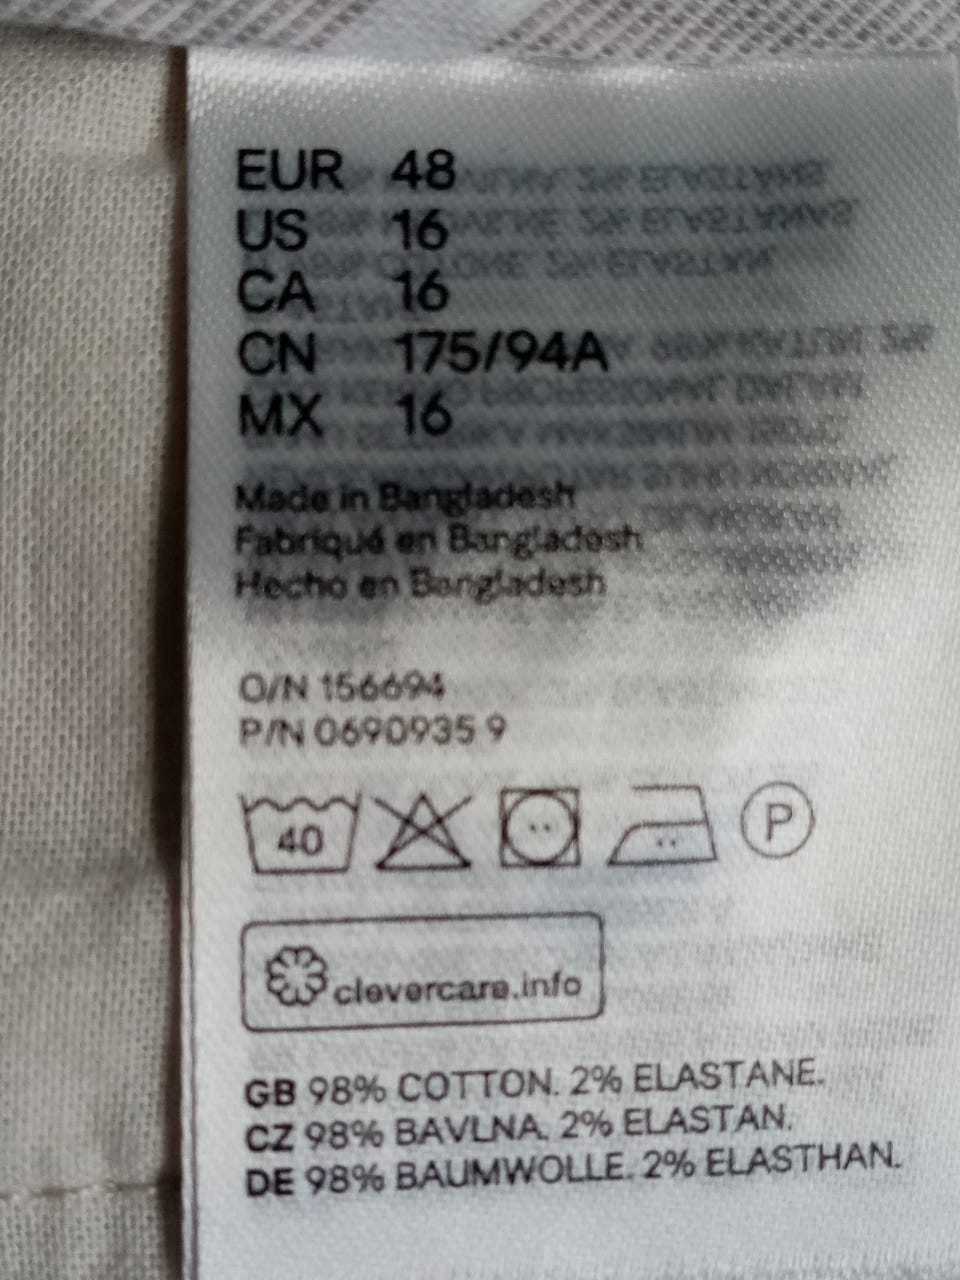 EUR 48
US 16
CA 16
CN 175/94A
MX 16
Made in Bangladesh
Fabriqué en Bangladesh
Hecho en Bangladesh
O/N 156694
P/N 0690935 9
40
P
clevercare.info
GB 98% COTTON. 2% ELASTANE.
CZ 98% BAVLNA. 2% ELASTAN.
DE 98% BAUMWOLLE. 2% ELASTHAN.